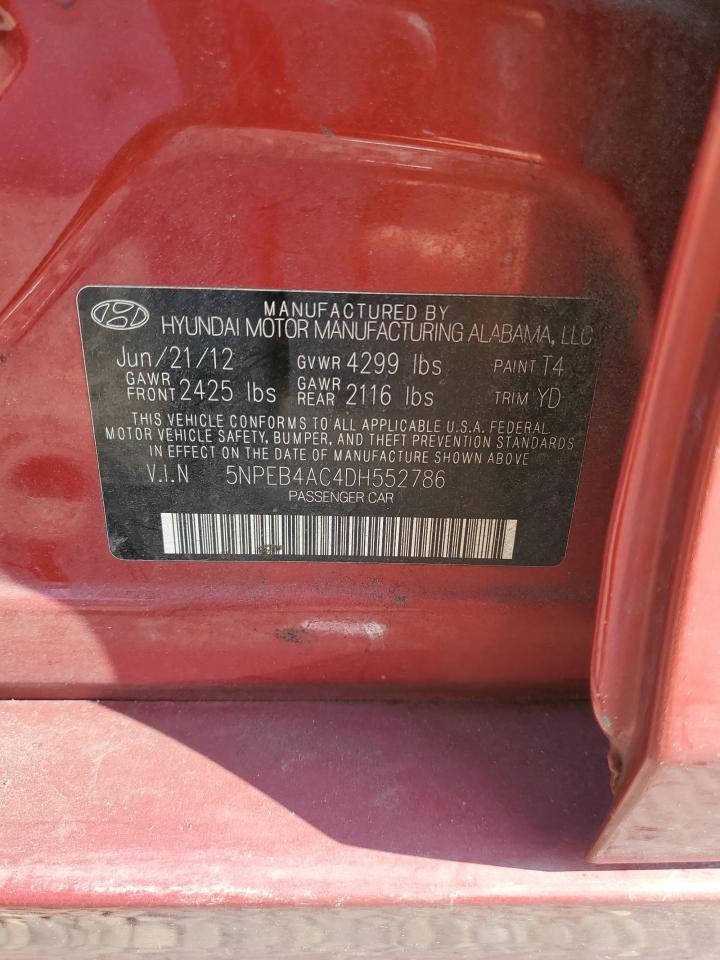 MANUFACTURED BY
HYUNDAI MOTOR MANUFACTURING ALABAMA, LLC
Jun/21/12 GVWR 4299 lbs PAINT T4
GAWR FRONT 2425 lbs GAWR REAR 2116 lbs TRIM YD
THIS VEHICLE CONFORMS TO ALL APPLICABLE U.S.A. FEDERAL
MOTOR VEHICLE SAFETY, BUMPER, AND THEFT PREVENTION STANDARDS
IN EFFECT ON THE DATE OF MANUFACTURE SHOWN ABOVE
V.I.N 5NPEB4AC4DH552786
PASSENGER CAR